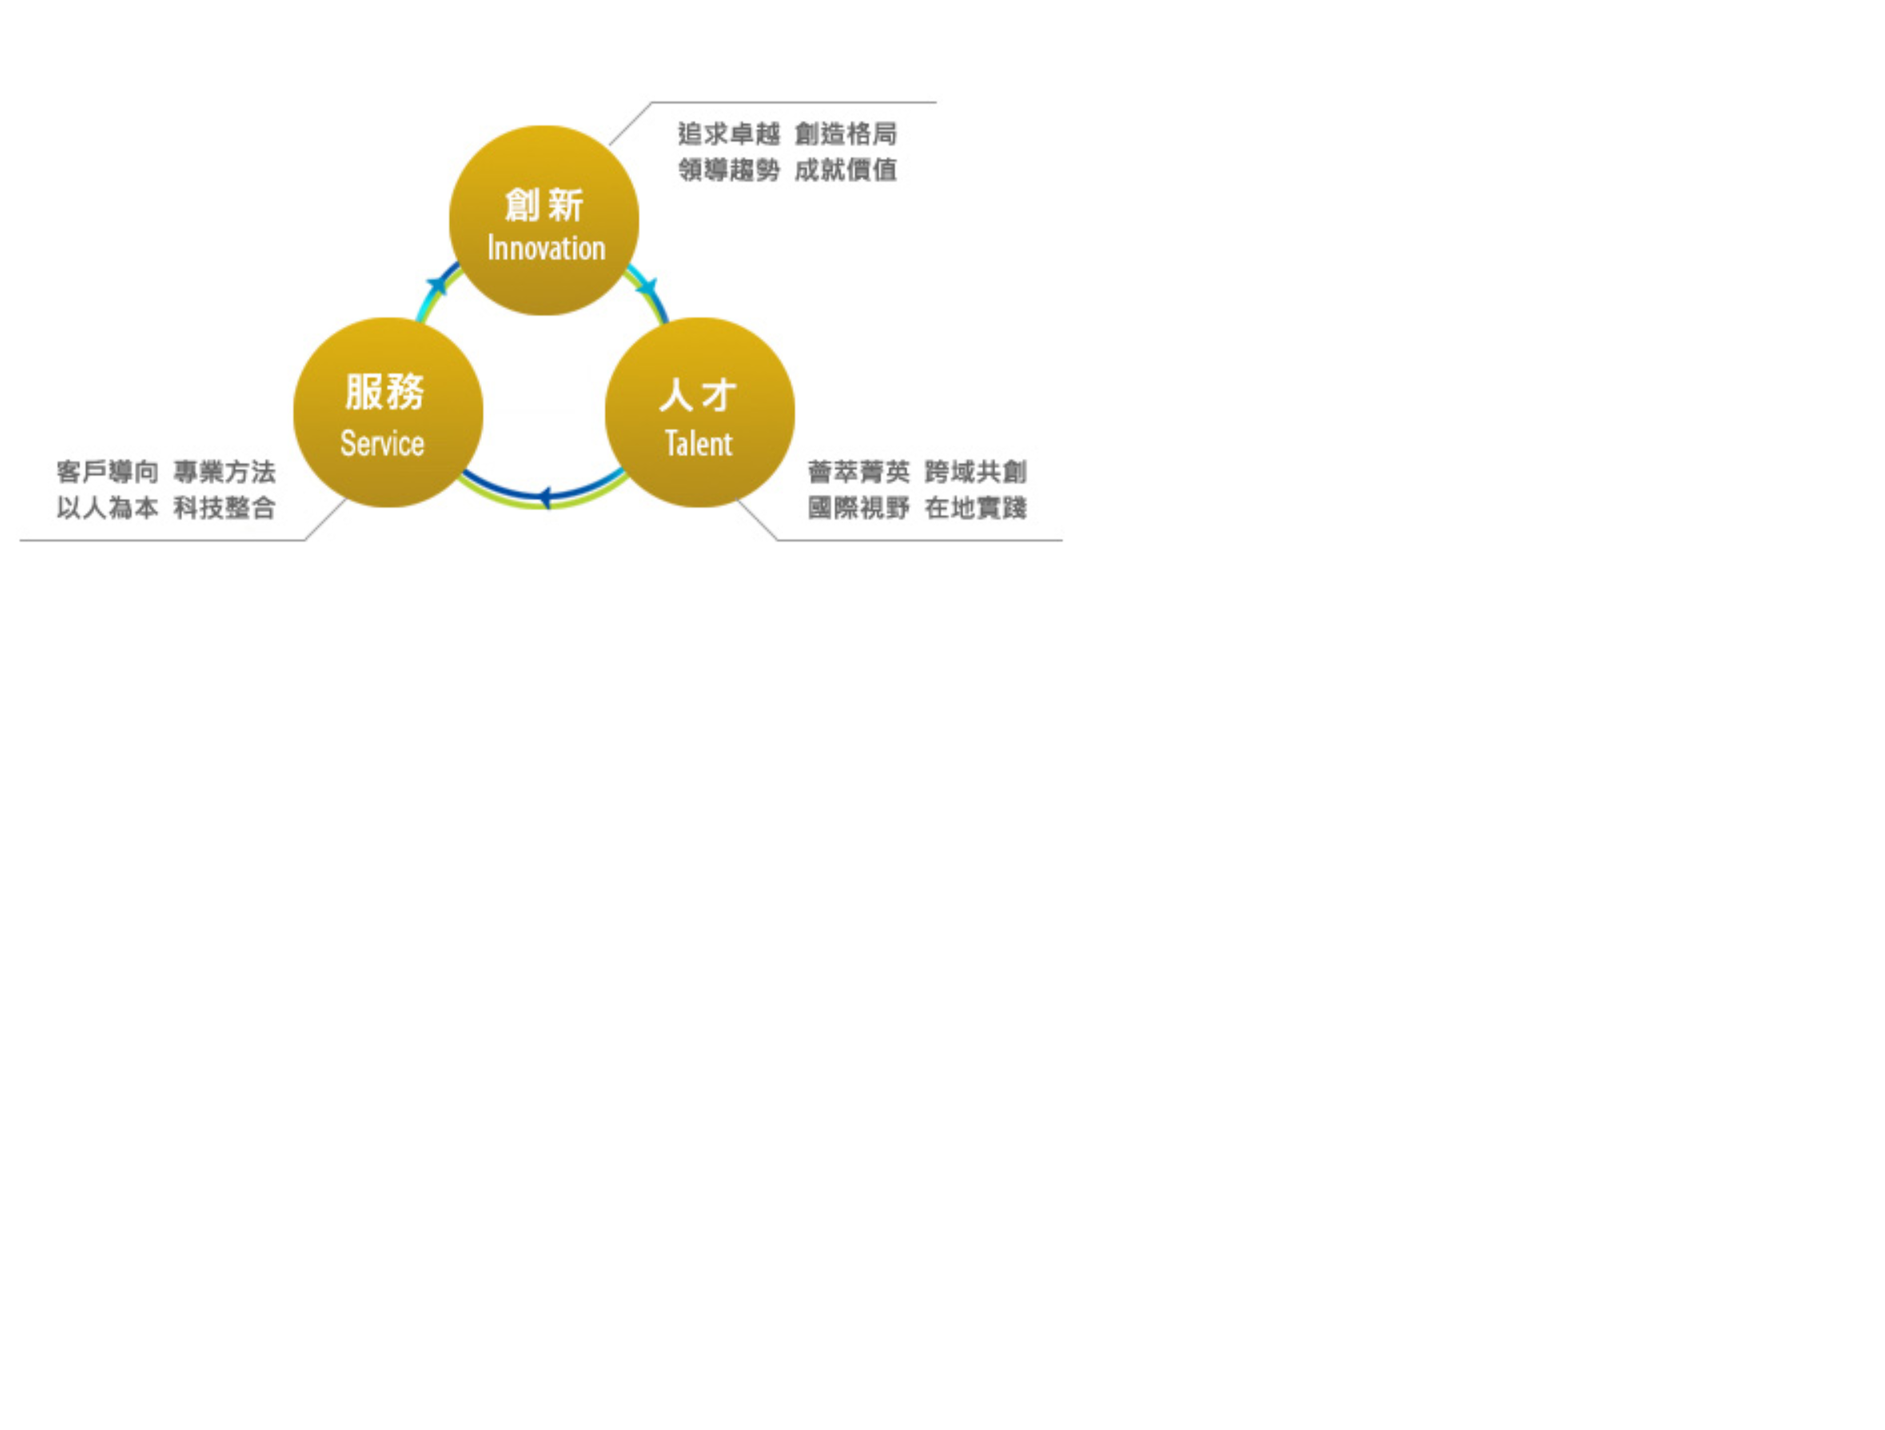 追求卓越 創造格局
領導趨勢 成就價值
創新
Innovation
服務
Service
人才
Talent
客戶導向 專業方法
以人為本 科技整合
薈萃菁英 跨域共創
國際視野 在地實踐